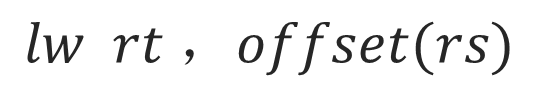 lw rt， offset(rs)